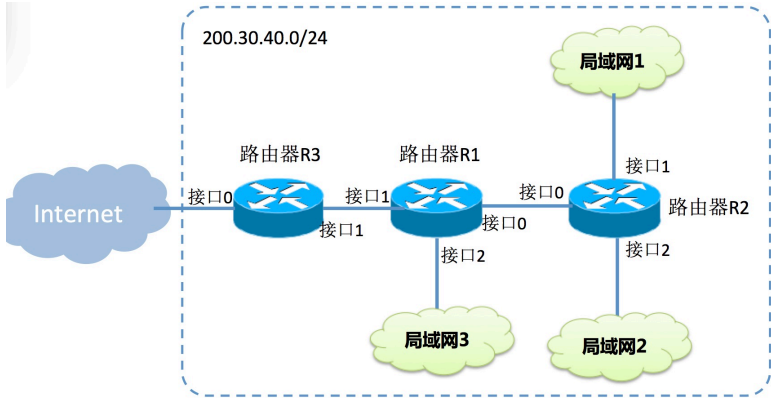 200.30.40.0/24
局域网1
路由器R3
路由器R1
接口1
Internet
接口0
接口1
接口0
路由器R2
接口1
接口0
接口2
接口2
局域网3
局域网2